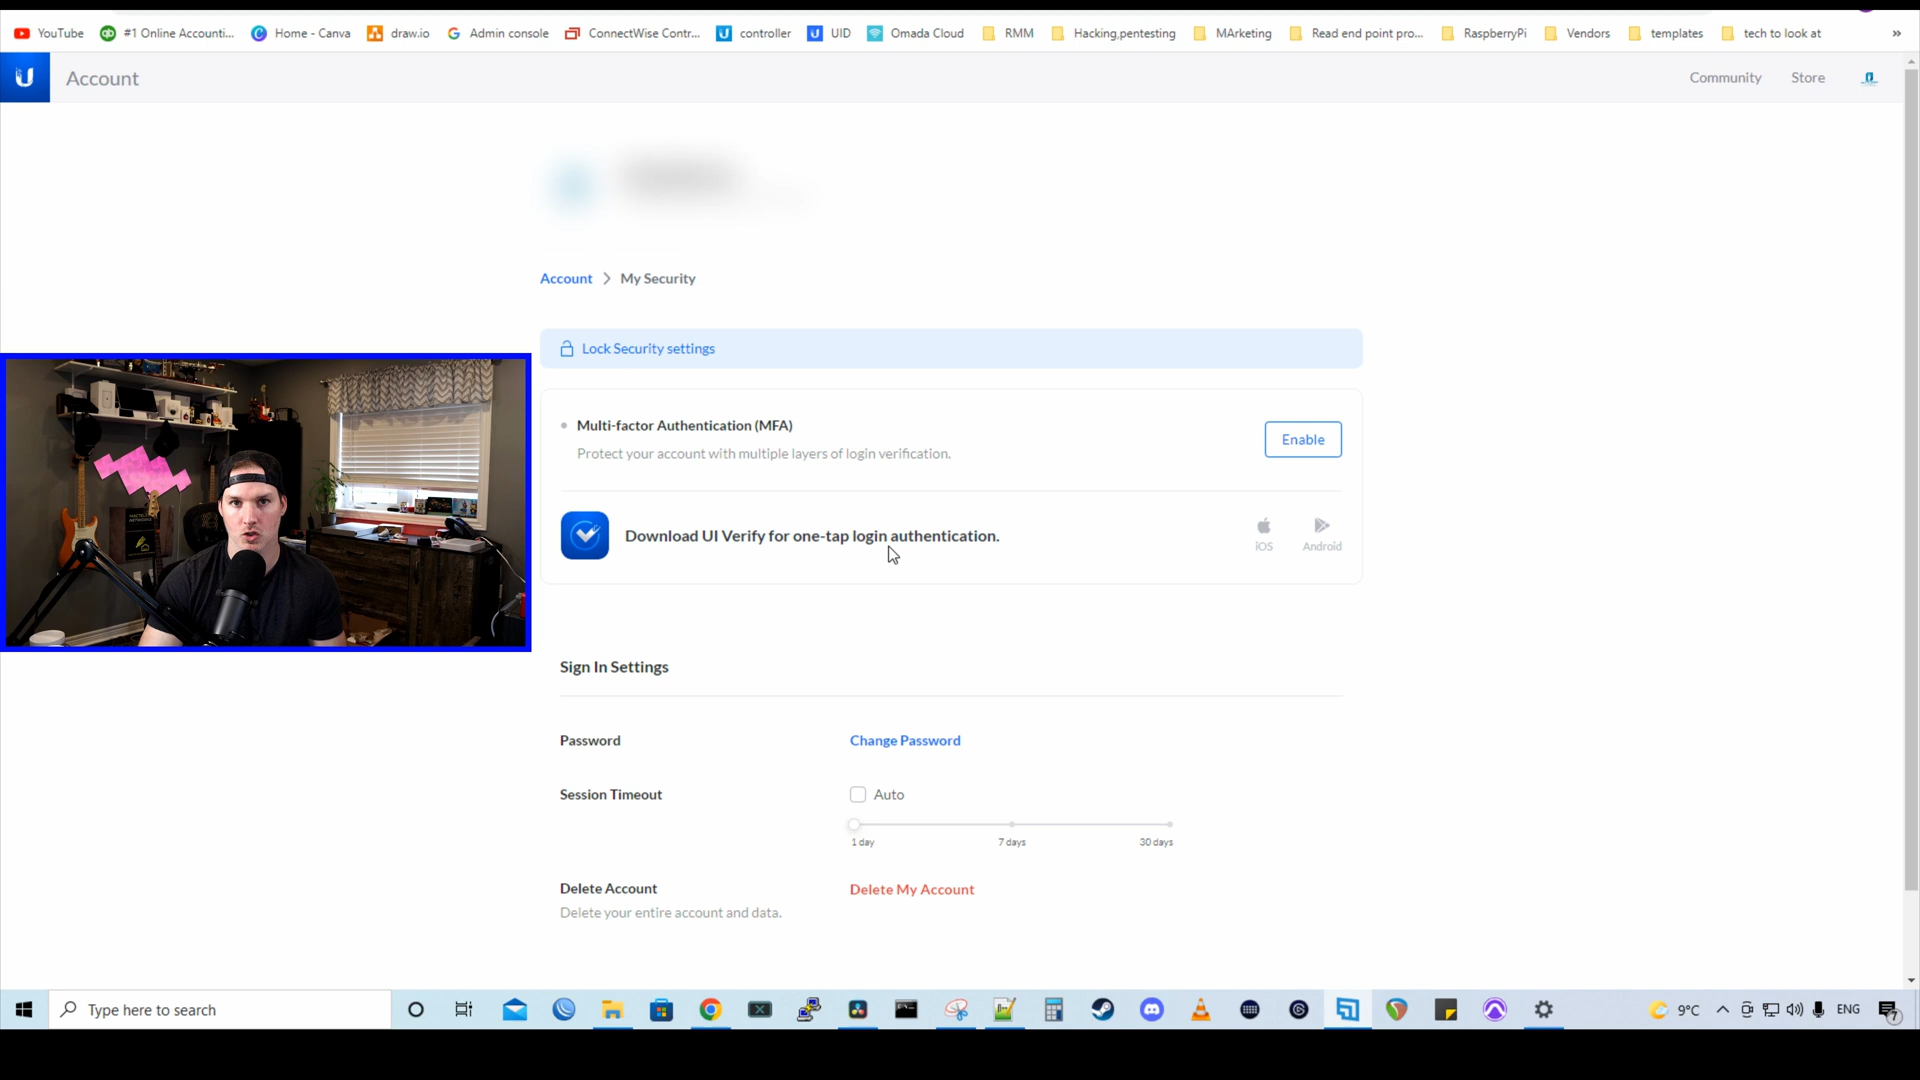 YouTube #1 Online Accounti... Home - Canva draw.io Admin console ConnectWise Contr... controller UID Omada Cloud RMM Hacking,pentesting MArketing Read end point pro... RaspberryPi Vendors templates tech to look at »
Account Community Store
Account > My Security
Lock Security settings
Multi-factor Authentication (MFA)
Protect your account with multiple layers of login verification.
Enable
Download UI Verify for one-tap login authentication.
iOS Android
Sign In Settings
Password Change Password
Session Timeout Auto
1 day 7 days 30 days
Delete Account Delete My Account
Delete your entire account and data.
Type here to search 9°C ENG 7